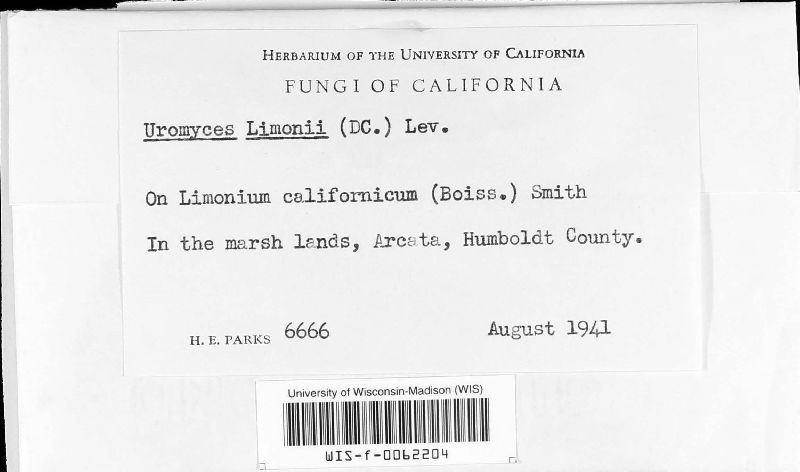 HERBARIUM OF THE UNIVERSITY OF CALIFORNIA
FUNGI OF CALIFORNIA
Uromyces Limonii (DC.) Lev.
On Limonium californicum (Boiss.) Smith
In the marsh lands, Arcata, Humboldt County.
H. E. PARKS 6666 August 1941
University of Wisconsin-Madison (WIS)
WIS-f-0062204